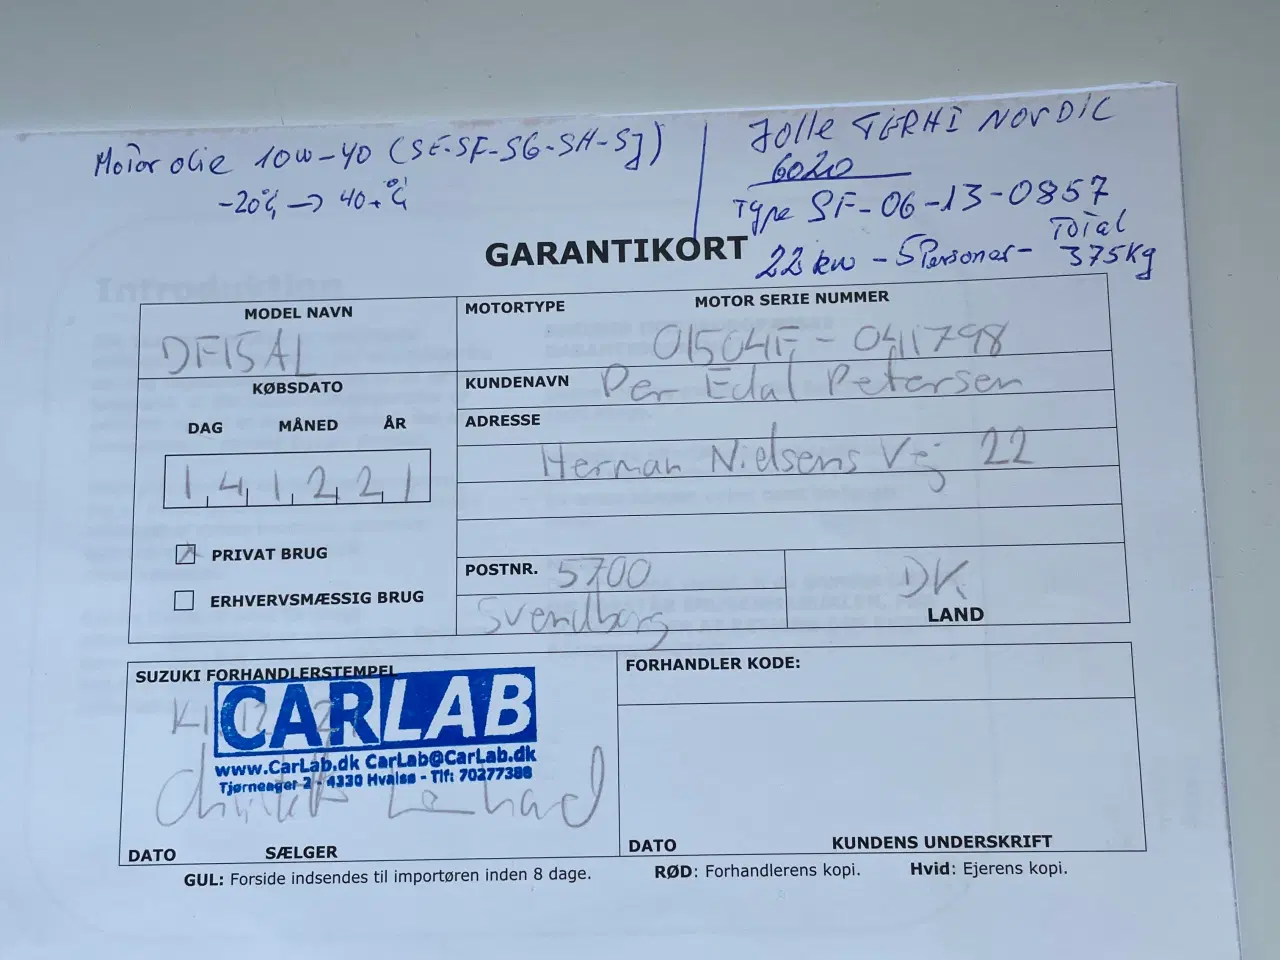 Motor olie 10W-40 (SE-SF-SG-SH-SJ)
-20°C → 40+°C
Jolle TERHI NORDIC
6020
Type SF-06-13-0857
22 kw - 5 Personer - Total 375 Kg
GARANTIKORT
MODEL NAVN
DF15AL
MOTORTYPE
MOTOR SERIE NUMMER
01504F - 041798
KØBSDATO
DAG MÅNED ÅR
1 4 1 2 2 1
KUNDENAVN Per Edal Petersen
ADRESSE
Herman Nielsens Vej 22
PRIVAT BRUG
ERHVERVSMÆSSIG BRUG
POSTNR. 5700
Svendborg
DK
LAND
SUZUKI FORHANDLERSTEMPEL
CARLAB
www.CarLab.dk CarLab@CarLab.dk
Tjørneager 2 - 4330 Hvalsø - Tlf: 70277388
DATO SÆLGER
FORHANDLER KODE:
DATO KUNDENS UNDERSKRIFT
GUL: Forside indsendes til importøren inden 8 dage. RØD: Forhandlerens kopi. Hvid: Ejerens kopi.